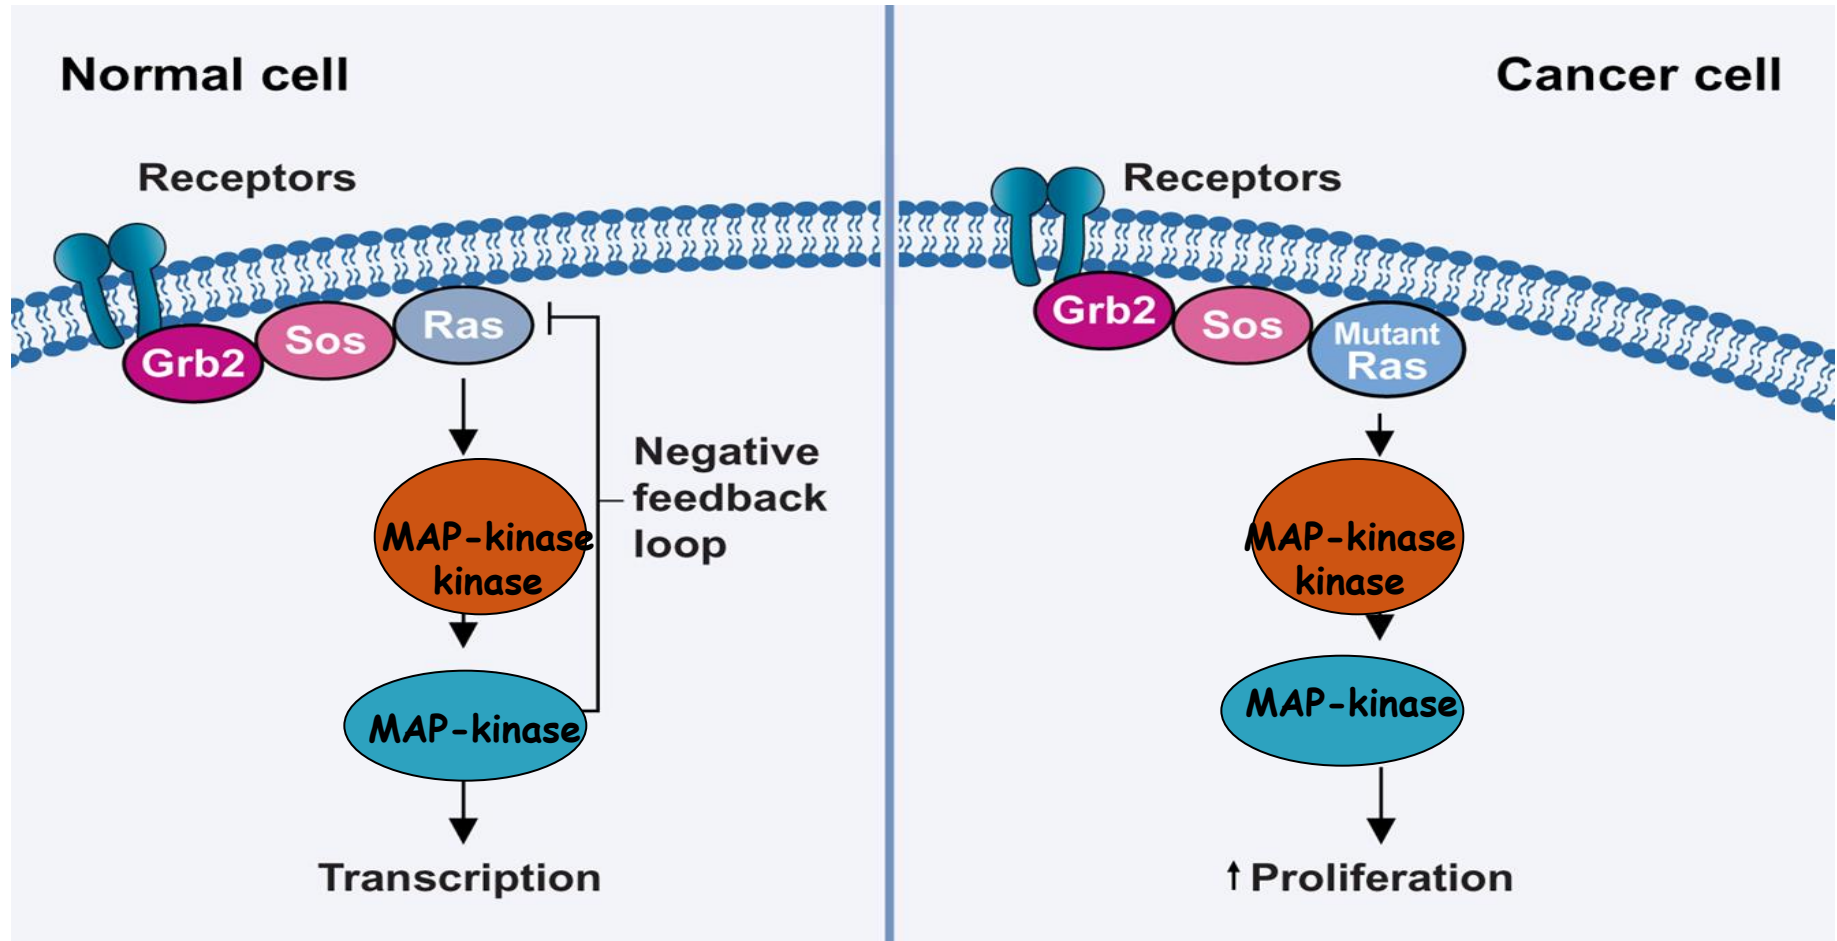 Normal cell
Receptors
Grb2
Sos
Ras
Negative
feedback
loop
MAP-kinase
kinase
MAP-kinase
Transcription
Cancer cell
Receptors
Grb2
Sos
Mutant
Ras
MAP-kinase
kinase
MAP-kinase
↑ Proliferation